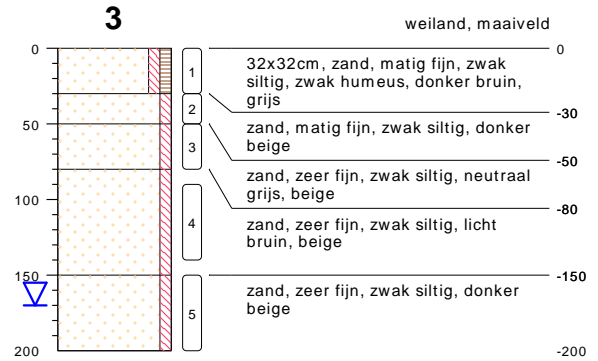 3
weiland, maaiveld
0
0
32x32cm, zand, matig fijn, zwak
siltig, zwak humeus, donker bruin,
grijs
1
-30
2
zand, matig fijn, zwak siltig, donker
beige
50
-50
3
zand, zeer fijn, zwak siltig, neutraal
grijs, beige
-80
100
4
zand, zeer fijn, zwak siltig, licht
bruin, beige
150
-150
zand, zeer fijn, zwak siltig, donker
beige
5
200
-200